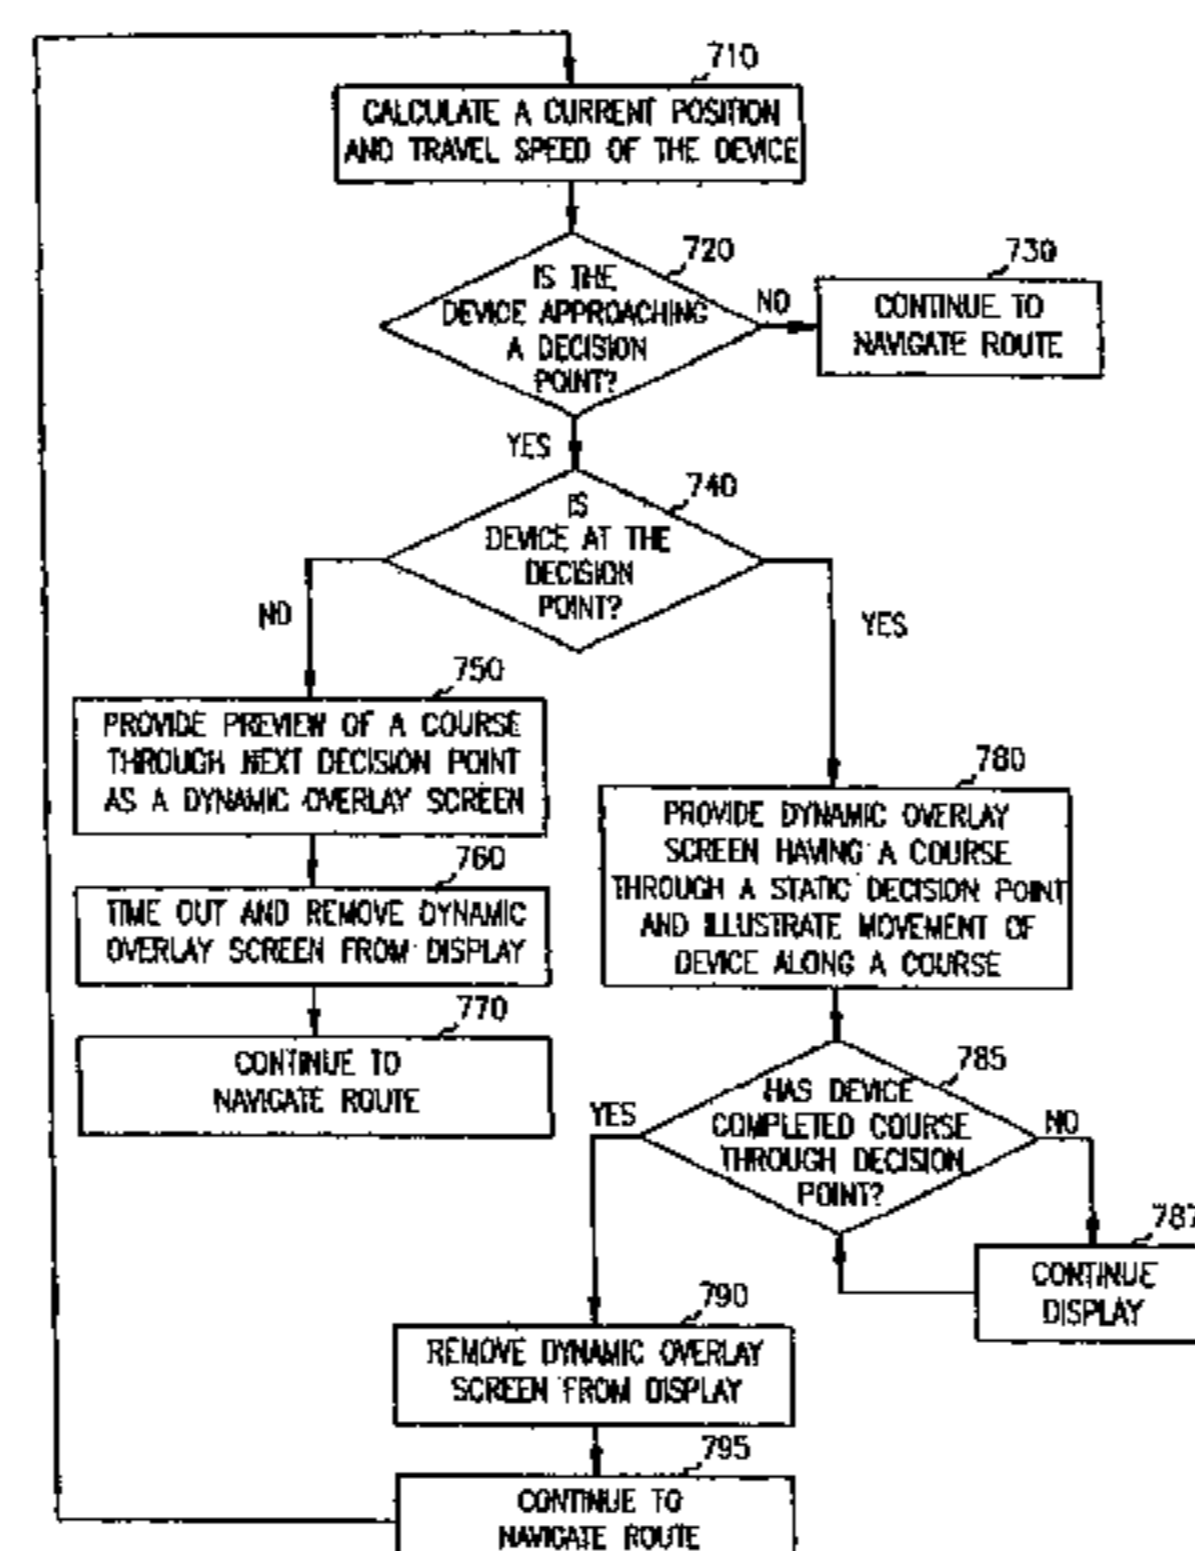 710
CALCULATE A CURRENT POSITION
AND TRAVEL SPEED OF THE DEVICE
720
IS THE
DEVICE APPROACHING
A DECISION
POINT?
NO
730
CONTINUE TO
NAVIGATE ROUTE
YES
740
IS
DEVICE AT THE
DECISION
POINT?
NO
YES
750
PROVIDE PREVIEW OF A COURSE
THROUGH NEXT DECISION POINT
AS A DYNAMIC OVERLAY SCREEN
760
TIME OUT AND REMOVE DYNAMIC
OVERLAY SCREEN FROM DISPLAY
770
CONTINUE TO
NAVIGATE ROUTE
780
PROVIDE DYNAMIC OVERLAY
SCREEN HAVING A COURSE
THROUGH A STATIC DECISION POINT
AND ILLUSTRATE MOVEMENT OF
DEVICE ALONG A COURSE
785
HAS DEVICE
COMPLETED COURSE
THROUGH DECISION
POINT?
YES
NO
787
CONTINUE
DISPLAY
790
REMOVE DYNAMIC OVERLAY
SCREEN FROM DISPLAY
795
CONTINUE TO
NAVIGATE ROUTE